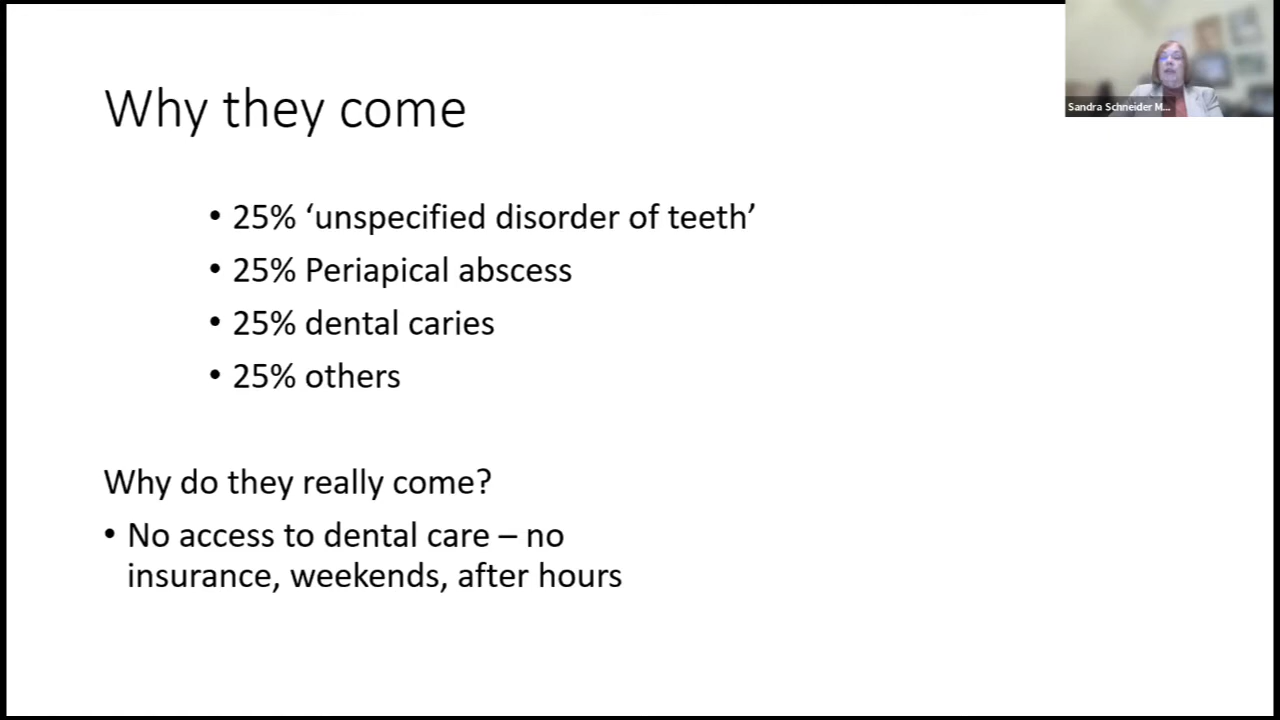 Why they come
Sandra Schneider M...
• 25% ‘unspecified disorder of teeth’
• 25% Periapical abscess
• 25% dental caries
• 25% others
Why do they really come?
• No access to dental care – no
insurance, weekends, after hours